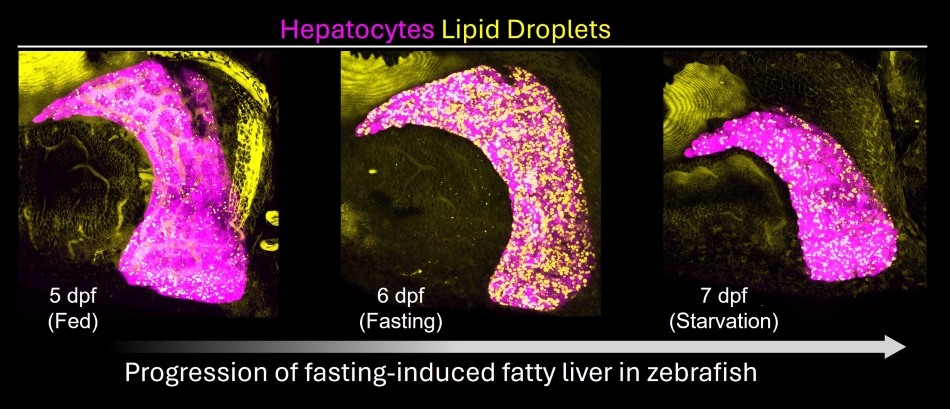 Hepatocytes Lipid Droplets
5 dpf
(Fed)
6 dpf
(Fasting)
7 dpf
(Starvation)
Progression of fasting-induced fatty liver in zebrafish